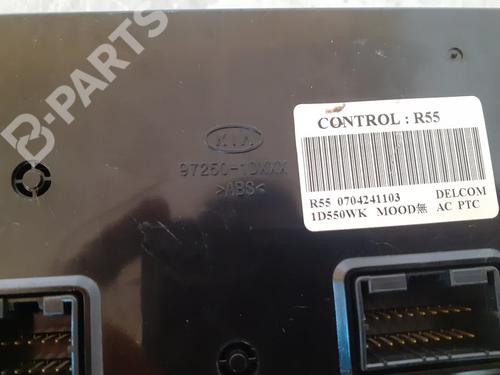 B-PARTS
CONTROL : R55
KIA
97250-1DXXX
>ABS<
R55 0704241103 DELCOM
1D550WK MOOD無 AC PTC